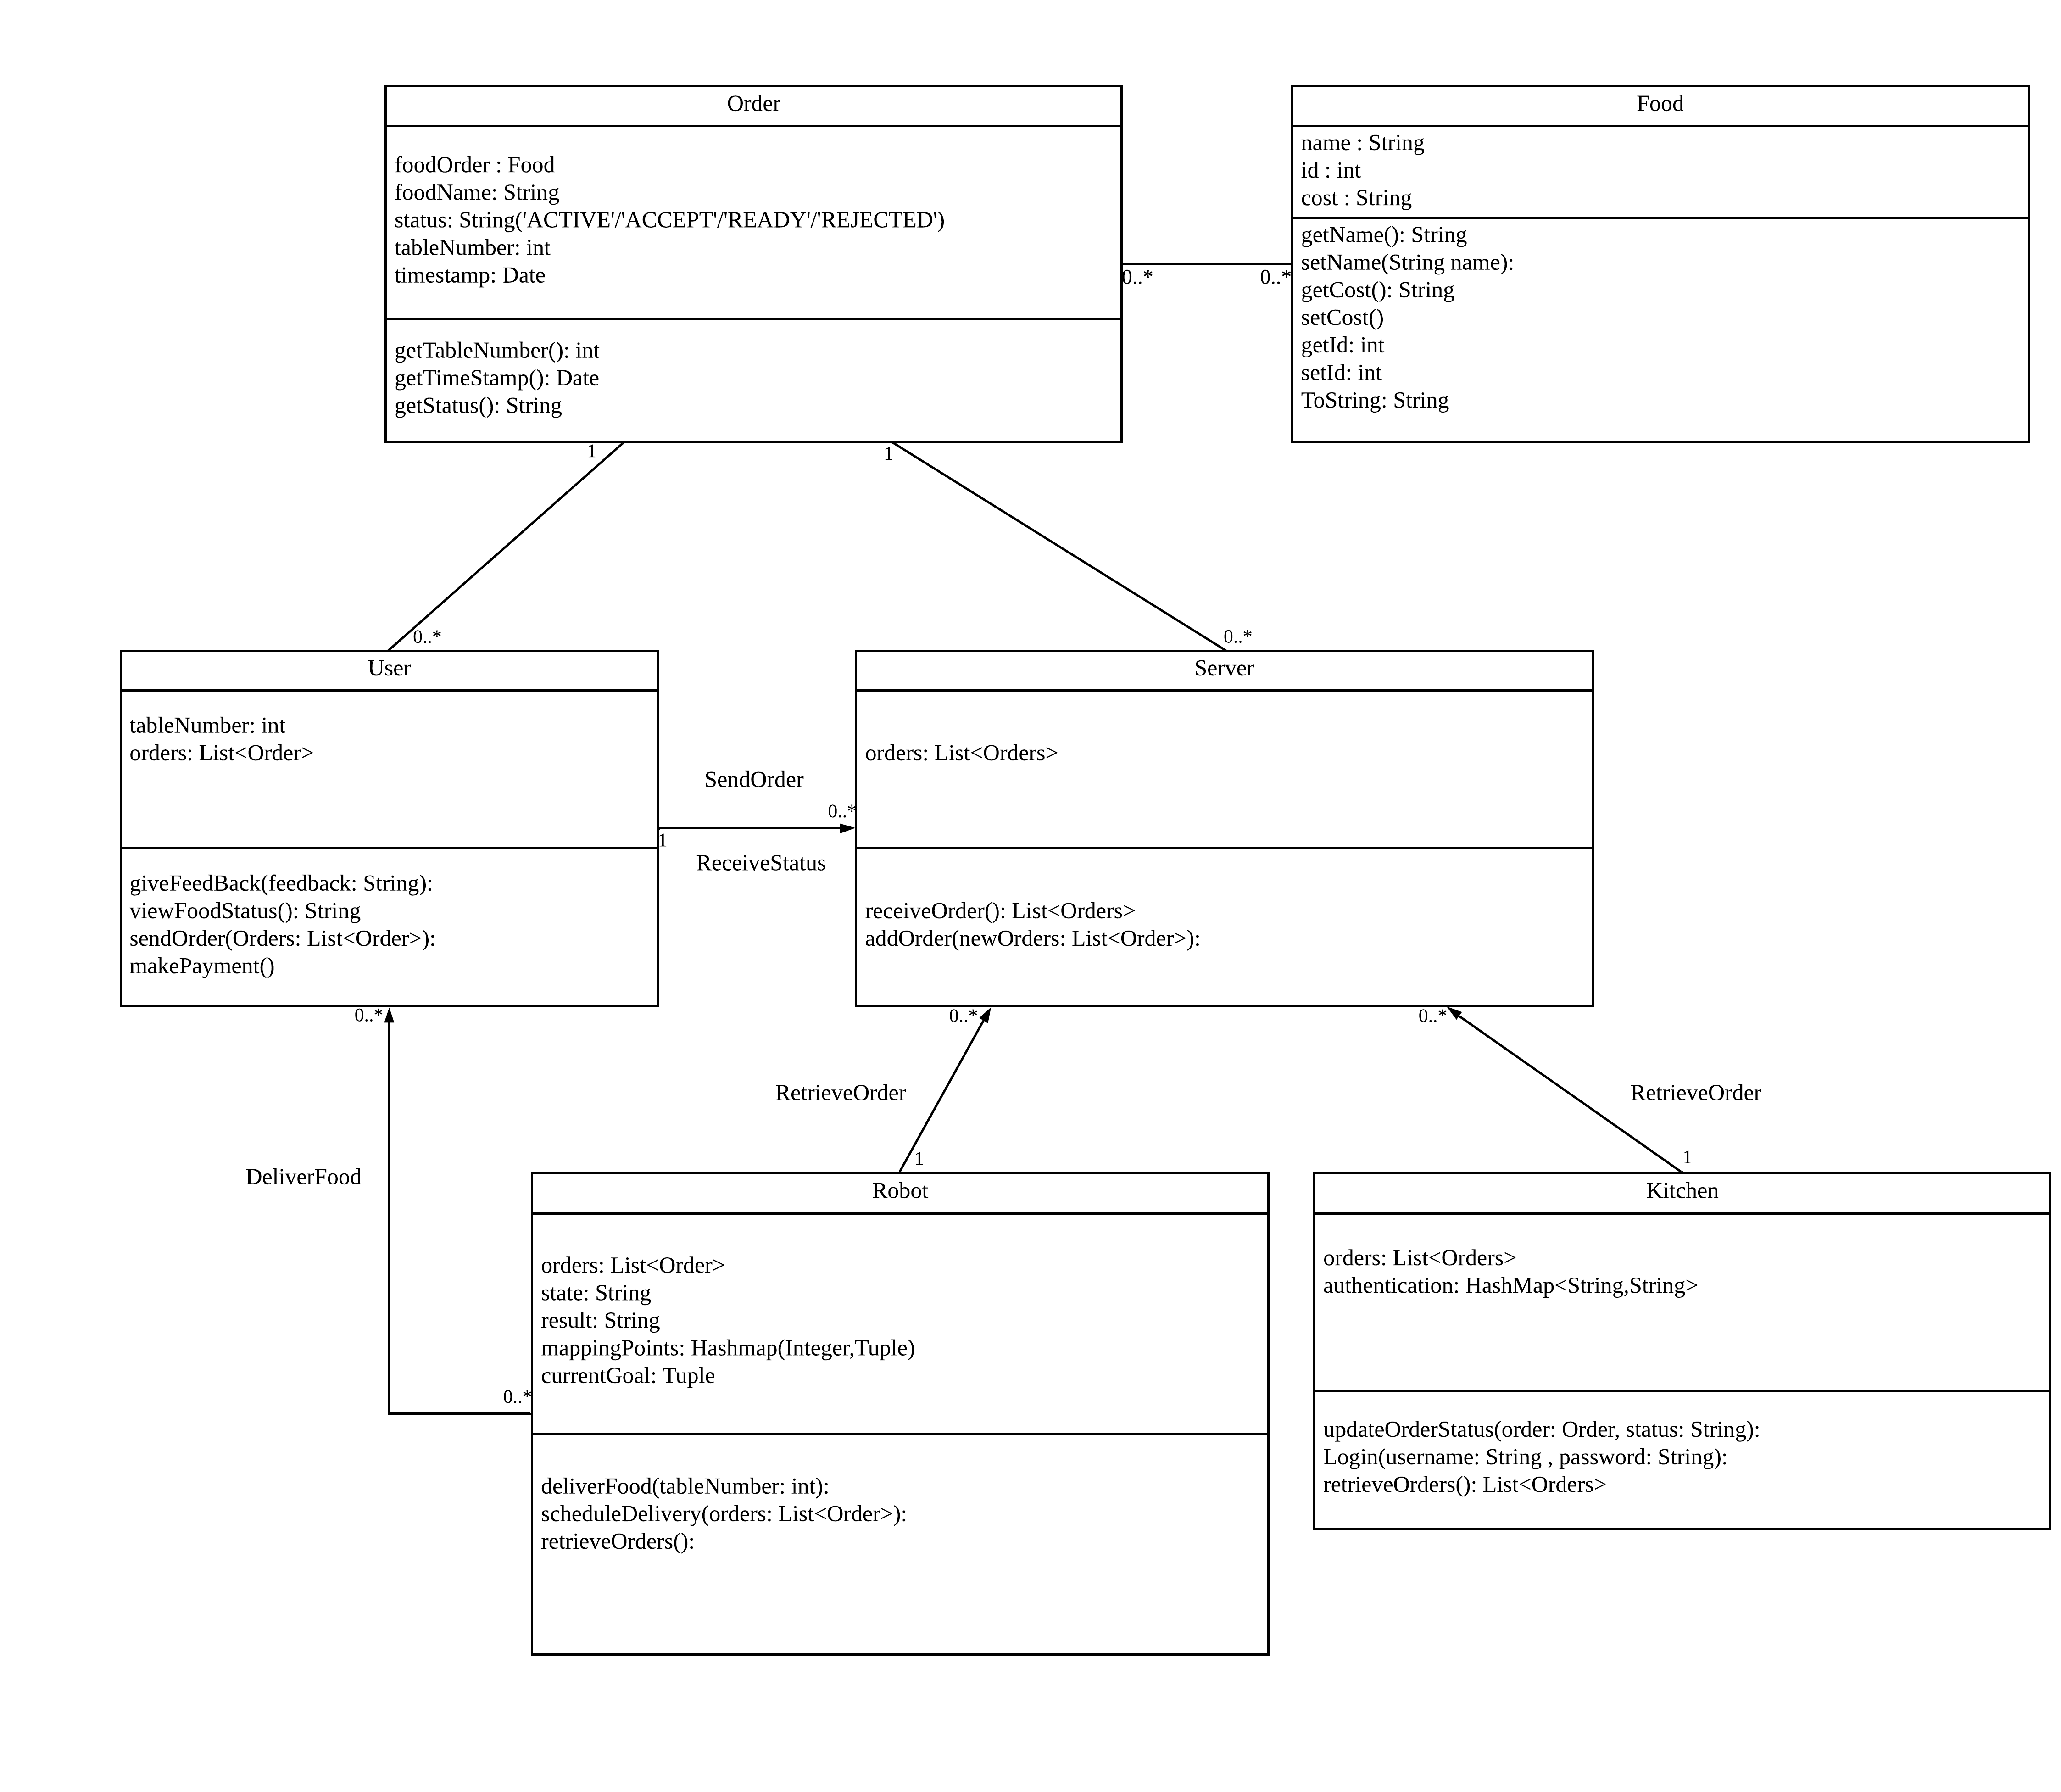 Order
foodOrder : Food
foodName: String
status: String('ACTIVE'/'ACCEPT'/'READY'/'REJECTED')
tableNumber: int
timestamp: Date
getTableNumber(): int
getTimeStamp(): Date
getStatus(): String
Food
name : String
id : int
cost : String
getName(): String
setName(String name):
getCost(): String
setCost()
getId: int
setId: int
ToString: String
0..*
0..*
1
1
0..*
0..*
User
tableNumber: int
orders: List<Order>
giveFeedBack(feedback: String):
viewFoodStatus(): String
sendOrder(Orders: List<Order>):
makePayment()
SendOrder
0..*
1
ReceiveStatus
Server
orders: List<Orders>
receiveOrder(): List<Orders>
addOrder(newOrders: List<Order>):
0..*
0..*
0..*
RetrieveOrder
RetrieveOrder
1
1
DeliverFood
0..*
Robot
orders: List<Order>
state: String
result: String
mappingPoints: Hashmap(Integer,Tuple)
currentGoal: Tuple
deliverFood(tableNumber: int):
scheduleDelivery(orders: List<Order>):
retrieveOrders():
Kitchen
orders: List<Orders>
authentication: HashMap<String,String>
updateOrderStatus(order: Order, status: String):
Login(username: String , password: String):
retrieveOrders(): List<Orders>